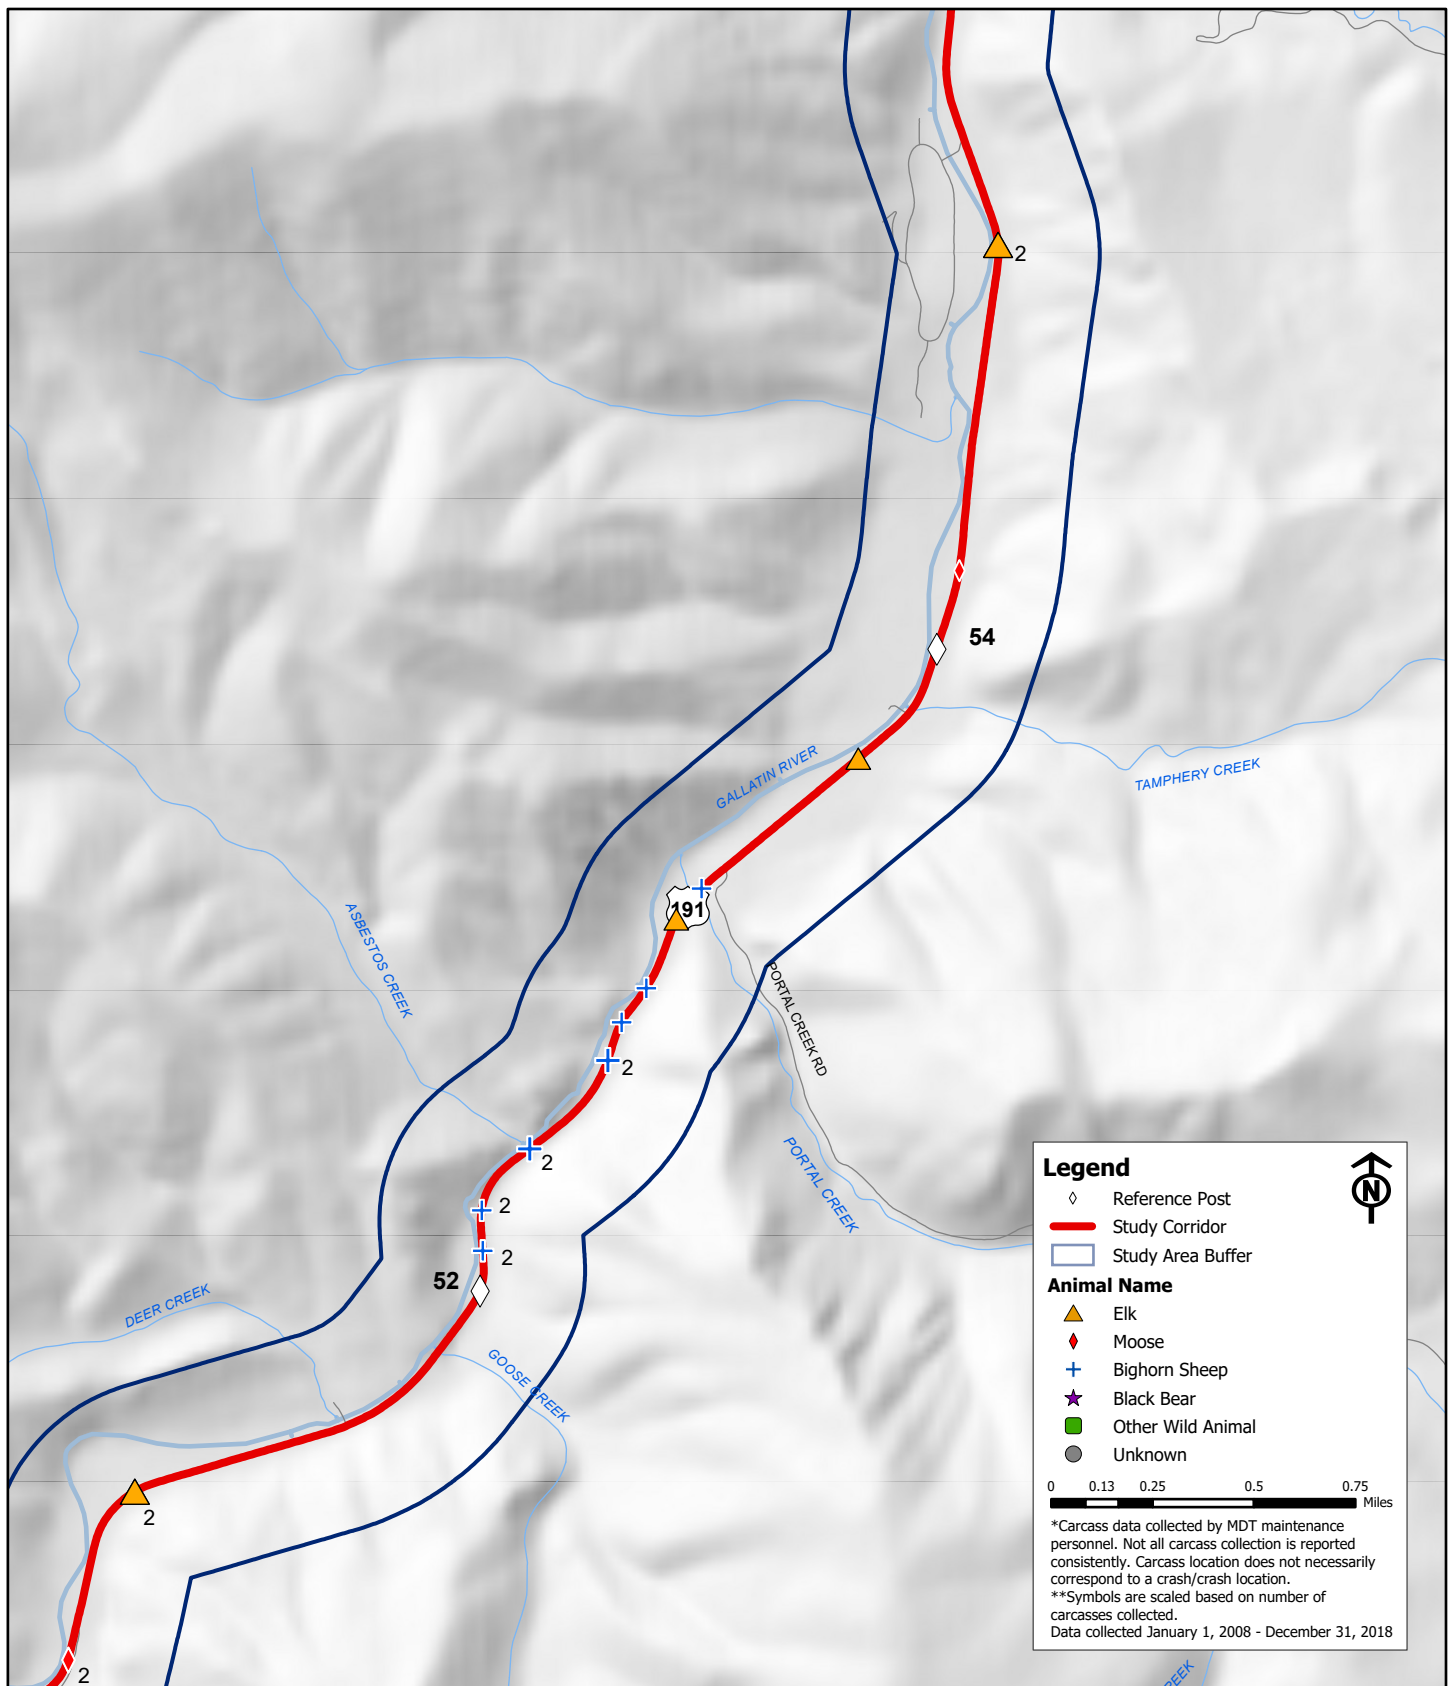 2
54
GALLATIN RIVER
TAMPHERY CREEK
191
ASBESTOS CREEK
PORTAL CREEK RD
2
PORTAL CREEK
2
2
2
52
DEER CREEK
GOOSE CREEK
2
2
Legend
N
Reference Post
Study Corridor
Study Area Buffer
Animal Name
Elk
Moose
Bighorn Sheep
Black Bear
Other Wild Animal
Unknown
0 0.13 0.25 0.5 0.75
Miles
*Carcass data collected by MDT maintenance
personnel. Not all carcass collection is reported
consistently. Carcass location does not necessarily
correspond to a crash/crash location.
**Symbols are scaled based on number of
carcasses collected.
Data collected January 1, 2008 - December 31, 2018